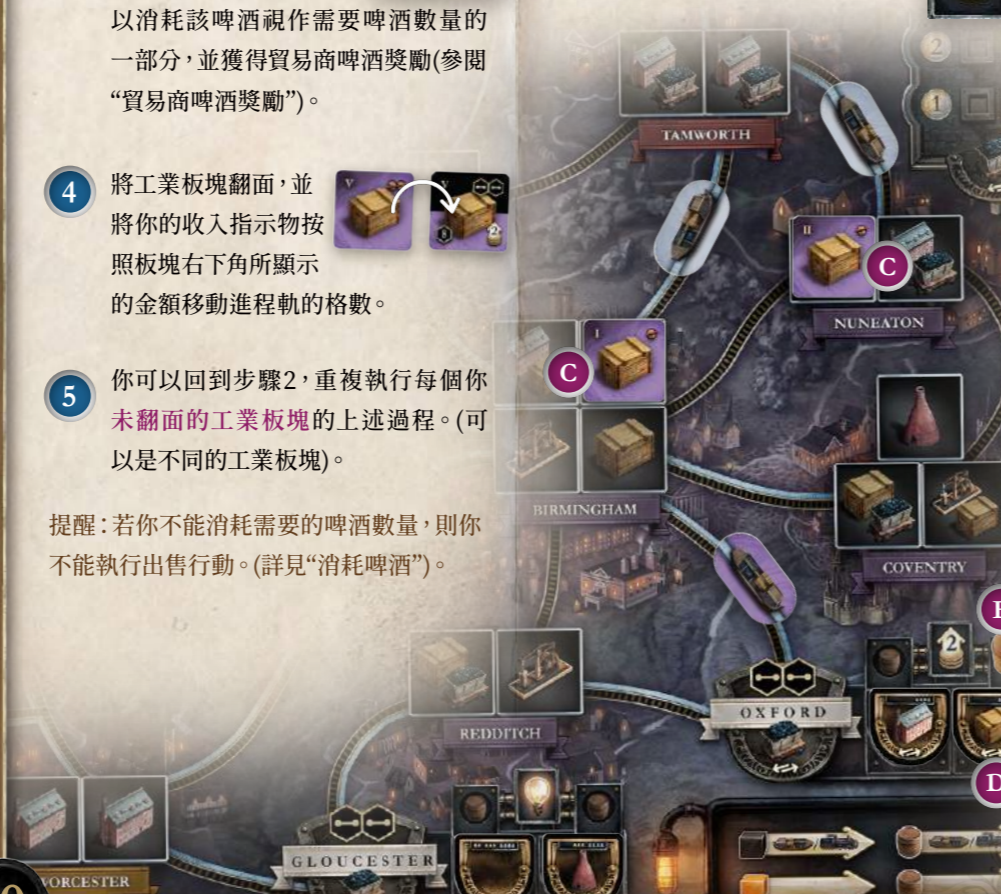 以消耗該啤酒視作需要啤酒數量的
一部分，並獲得貿易商啤酒獎勵(參閱
“貿易商啤酒獎勵”)。
4
將工業板塊翻面，並
將你的收入指示物按
照板塊右下角所顯示
的金額移動進程軌的格數。
5
你可以回到步驟2，重複執行每個你
未翻面的工業板塊的上述過程。(可
以是不同的工業板塊)。
提醒：若你不能消耗需要的啤酒數量，則你
不能執行出售行動。(詳見“消耗啤酒”)。
V
2
1
TAMWORTH
II
C
NUNEATON
I
C
BIRMINGHAM
COVENTRY
2
OXFORD
D
REDDITCH
GLOUCESTER
WORCESTER